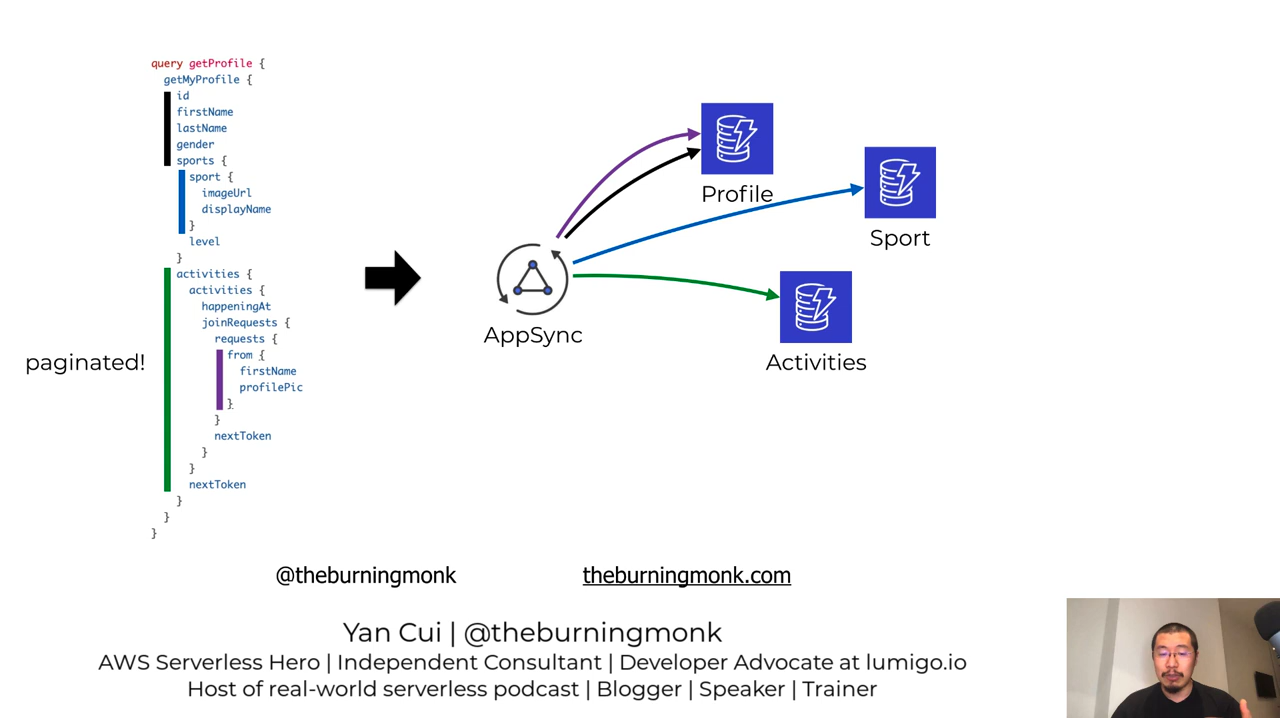 query getProfile {
getMyProfile {
id
firstName
lastName
gender
sports {
sport {
imageUrl
displayName
}
level
}
activities {
activities {
happeningAt
joinRequests {
requests {
from {
firstName
profilePic
}
}
nextToken
}
}
nextToken
}
}
}
paginated!
AppSync
Profile
Sport
Activities
@theburningmonk
theburningmonk.com
Yan Cui | @theburningmonk
AWS Serverless Hero | Independent Consultant | Developer Advocate at lumigo.io
Host of real-world serverless podcast | Blogger | Speaker | Trainer